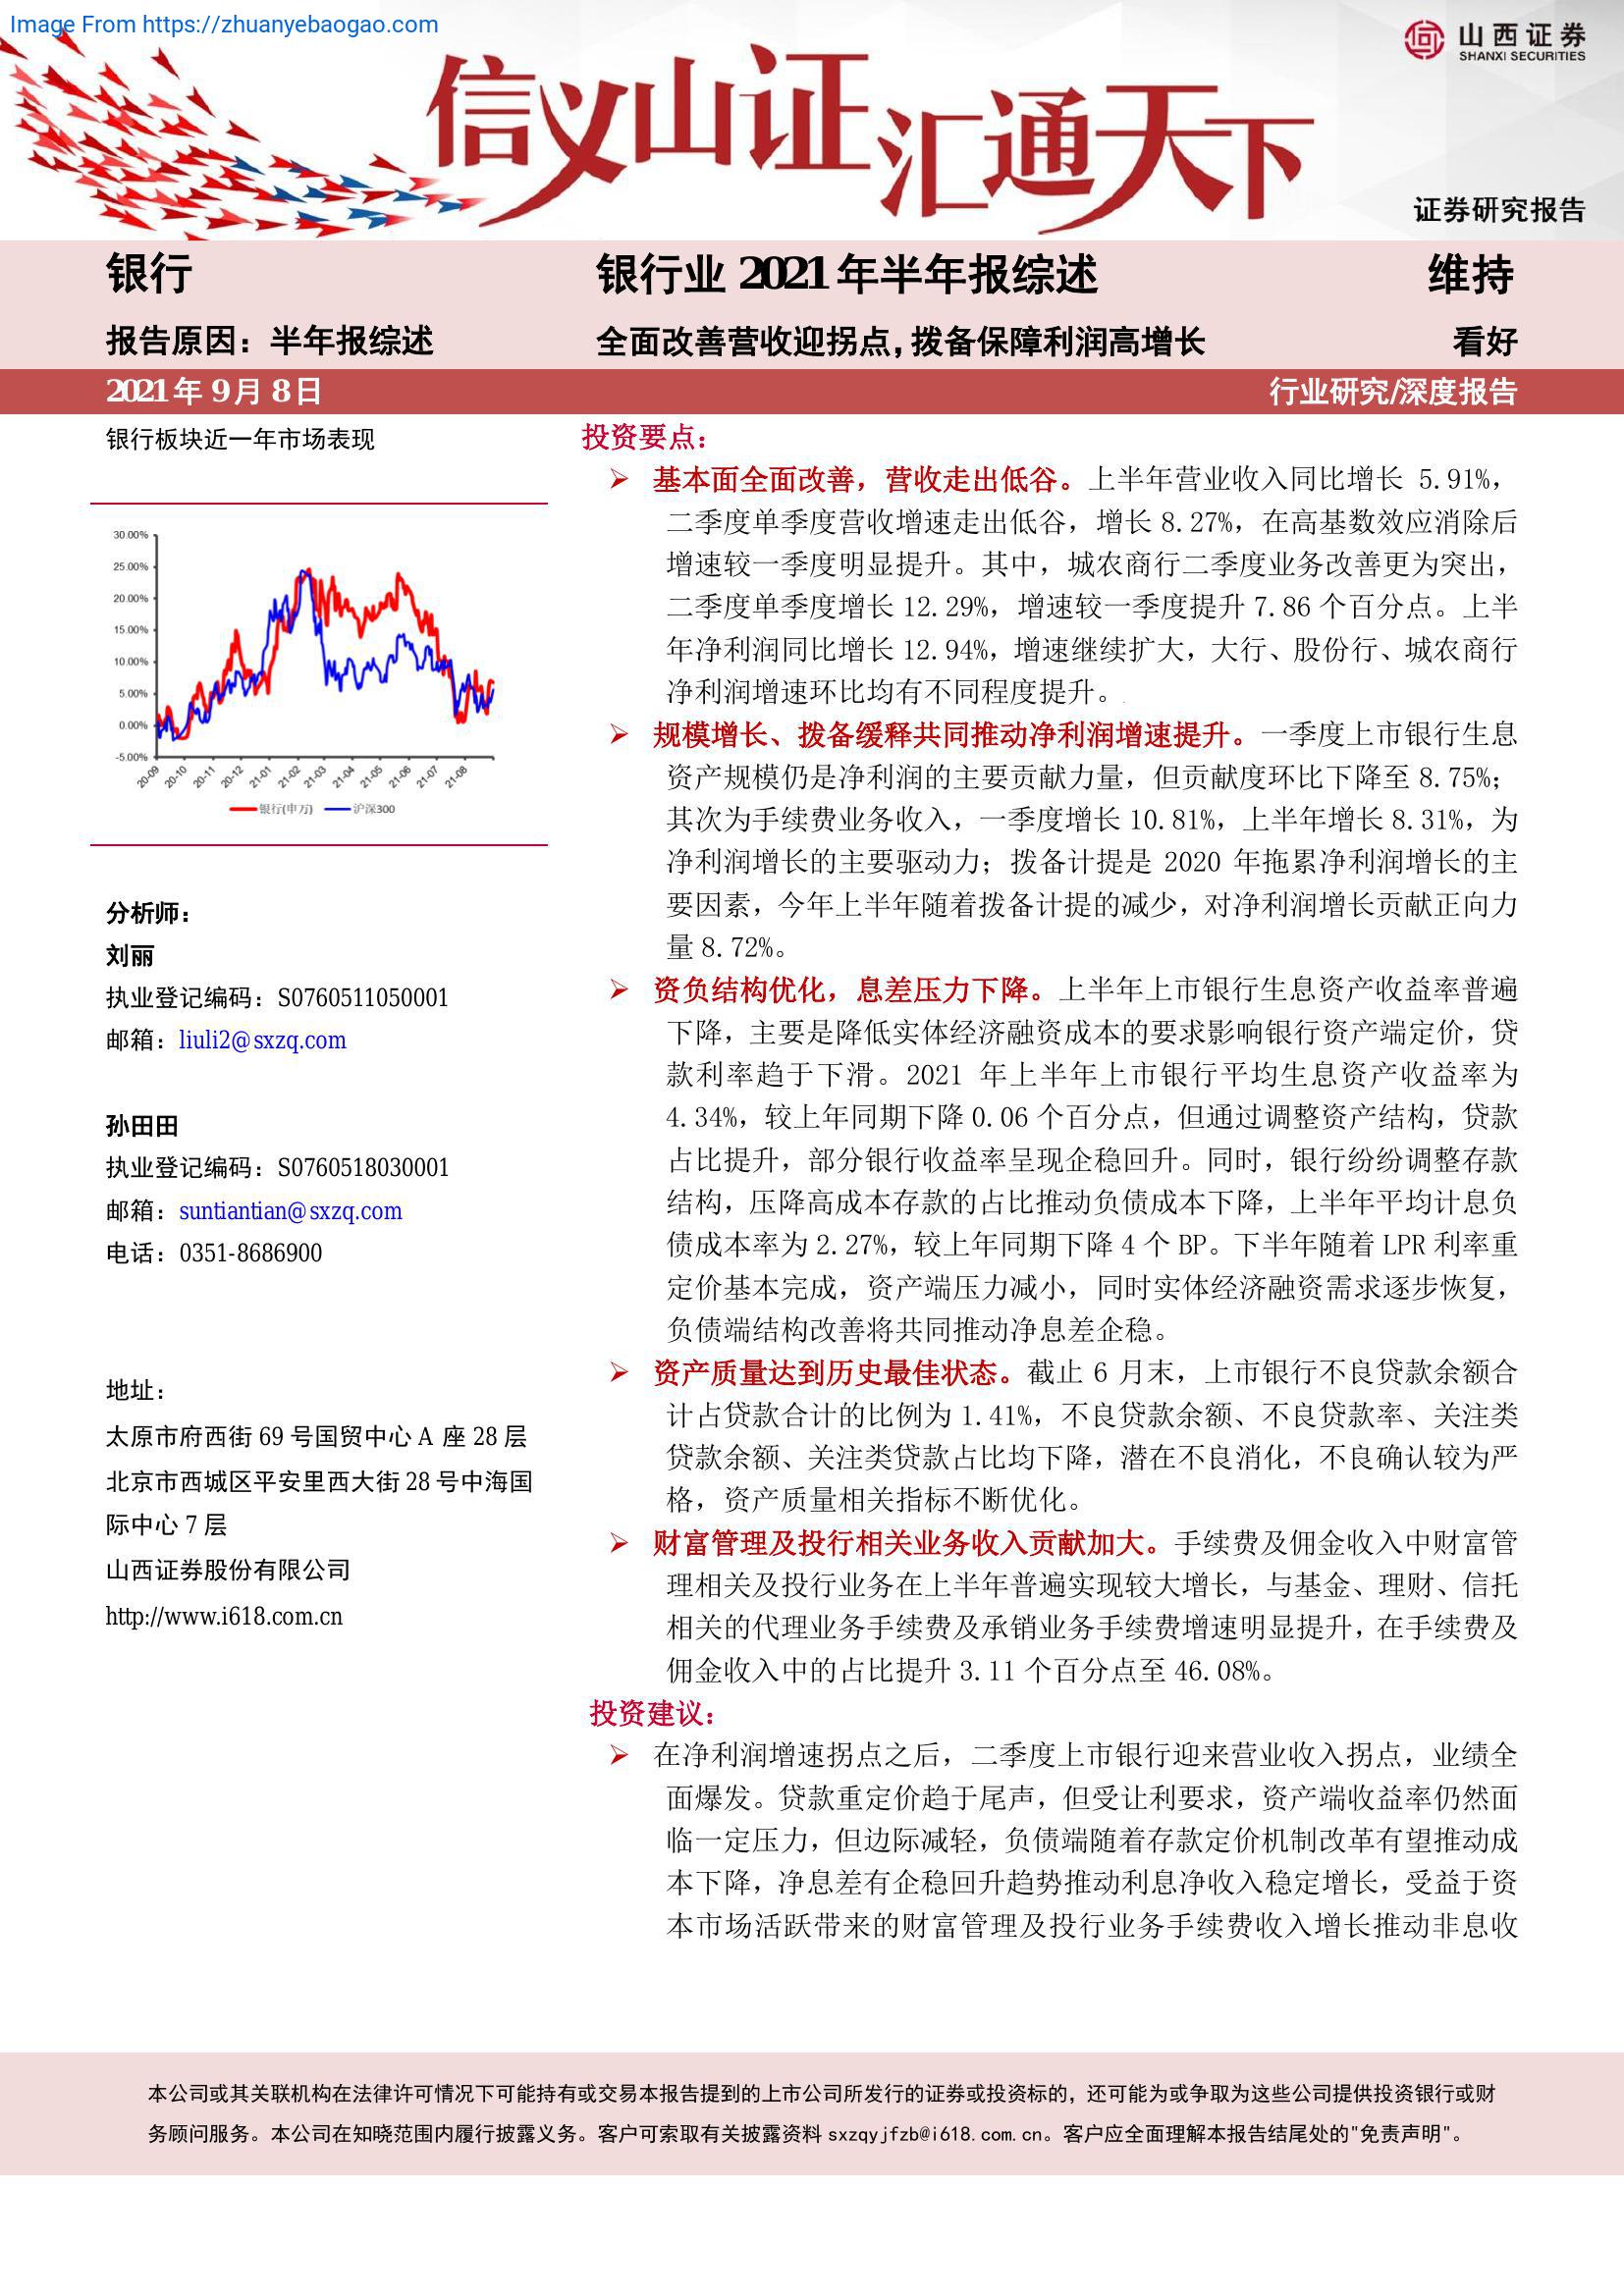 Image From https://zhuanyebaogao.com
山西证券
SHANXI SECURITIES
信义山证汇通天下
证券研究报告
银行
银行业 2021 年半年报综述
维持
报告原因：半年报综述
全面改善营收迎拐点，拨备保障利润高增长
看好
2021 年 9 月 8 日
行业研究/深度报告
银行板块近一年市场表现
30.00%
25.00%
20.00%
15.00%
10.00%
5.00%
0.00%
-5.00%
20-09
20-10
20-11
20-12
21-01
21-02
21-03
21-04
21-05
21-06
21-07
21-08
银行(申万)
沪深300
分析师：
刘丽
执业登记编码：S0760511050001
邮箱：liuli2@sxzq.com
孙田田
执业登记编码：S0760518030001
邮箱：suntiantian@sxzq.com
电话：0351-8686900
地址：
太原市府西街 69 号国贸中心 A 座 28 层
北京市西城区平安里西大街 28 号中海国
际中心 7 层
山西证券股份有限公司
http://www.i618.com.cn
投资要点：
➢ 基本面全面改善，营收走出低谷。上半年营业收入同比增长 5.91%，
二季度单季度营收增速走出低谷，增长 8.27%，在高基数效应消除后
增速较一季度明显提升。其中，城农商行二季度业务改善更为突出，
二季度单季度增长 12.29%，增速较一季度提升 7.86 个百分点。上半
年净利润同比增长 12.94%，增速继续扩大，大行、股份行、城农商行
净利润增速环比均有不同程度提升。
➢ 规模增长、拨备缓释共同推动净利润增速提升。一季度上市银行生息
资产规模仍是净利润的主要贡献力量，但贡献度环比下降至 8.75%；
其次为手续费业务收入，一季度增长 10.81%，上半年增长 8.31%，为
净利润增长的主要驱动力；拨备计提是 2020 年拖累净利润增长的主
要因素，今年上半年随着拨备计提的减少，对净利润增长贡献正向力
量 8.72%。
➢ 资负结构优化，息差压力下降。上半年上市银行生息资产收益率普遍
下降，主要是降低实体经济融资成本的要求影响银行资产端定价，贷
款利率趋于下滑。2021 年上半年上市银行平均生息资产收益率为
4.34%，较上年同期下降 0.06 个百分点，但通过调整资产结构，贷款
占比提升，部分银行收益率呈现企稳回升。同时，银行纷纷调整存款
结构，压降高成本存款的占比推动负债成本下降，上半年平均计息负
债成本率为 2.27%，较上年同期下降 4 个 BP。下半年随着 LPR 利率重
定价基本完成，资产端压力减小，同时实体经济融资需求逐步恢复，
负债端结构改善将共同推动净息差企稳。
➢ 资产质量达到历史最佳状态。截止 6 月末，上市银行不良贷款余额合
计占贷款合计的比例为 1.41%，不良贷款余额、不良贷款率、关注类
贷款余额、关注类贷款占比均下降，潜在不良消化，不良确认较为严
格，资产质量相关指标不断优化。
➢ 财富管理及投行相关业务收入贡献加大。手续费及佣金收入中财富管
理相关及投行业务在上半年普遍实现较大增长，与基金、理财、信托
相关的代理业务手续费及承销业务手续费增速明显提升，在手续费及
佣金收入中的占比提升 3.11 个百分点至 46.08%。
投资建议：
➢ 在净利润增速拐点之后，二季度上市银行迎来营业收入拐点，业绩全
面爆发。贷款重定价趋于尾声，但受让利要求，资产端收益率仍然面
临一定压力，但边际减轻，负债端随着存款定价机制改革有望推动成
本下降，净息差有企稳回升趋势推动利息净收入稳定增长，受益于资
本市场活跃带来的财富管理及投行业务手续费收入增长推动非息收
本公司或其关联机构在法律许可情况下可能持有或交易本报告提到的上市公司所发行的证券或投资标的，还可能为或争取为这些公司提供投资银行或财
务顾问服务。本公司在知晓范围内履行披露义务。客户可索取有关披露资料 sxzqyjfzb@i618.com.cn。客户应全面理解本报告结尾处的"免责声明"。